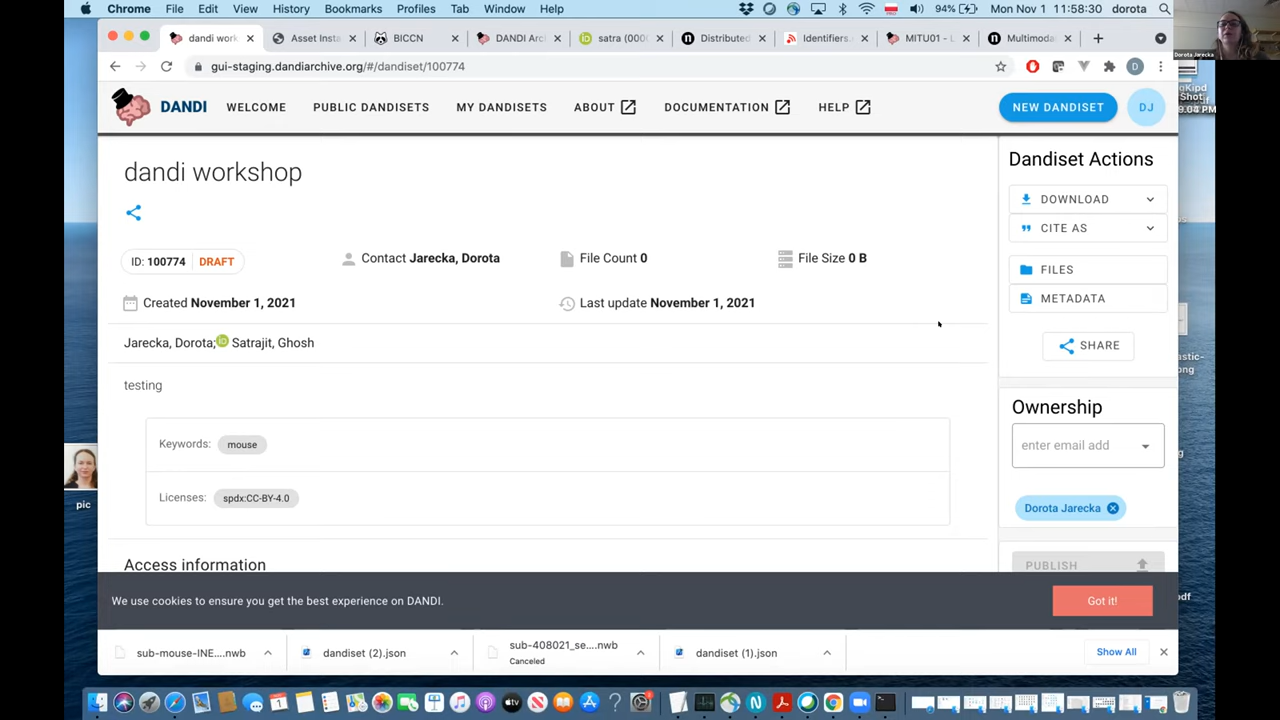 Chrome File Edit View History Bookmarks Profiles Tab Window Help 94% Mon Nov 1 11:58:30 dorota
Dorota Jarecka
dandi work Asset Insta BICCN DANDI Arc satra (000 Distributed Identifiers. MITU01 - L Multimoda
gui-staging.dandiarchive.org/#/dandiset/100774 D
DANDI WELCOME PUBLIC DANDISETS MY DANDISETS ABOUT DOCUMENTATION HELP NEW DANDISET DJ
Shot
dandi workshop
ID: 100774 DRAFT Contact Jarecka, Dorota File Count 0 File Size 0 B
Created November 1, 2021 Last update November 1, 2021
Jarecka, Dorota; iD Satrajit, Ghosh
testing
Keywords: mouse
Licenses: spdx:CC-BY-4.0
Access information
Dandiset Actions
DOWNLOAD
CITE AS
FILES
METADATA
SHARE
Ownership
enter email add
Dorota Jarecka
PUBLISH
pic
We use cookies to ensure you get the best experience on DANDI. Got it!
sub-mouse-INE....nwb dandiset (2).json sub-408021_se....nwb dandiset (1).json Show All
Canceled